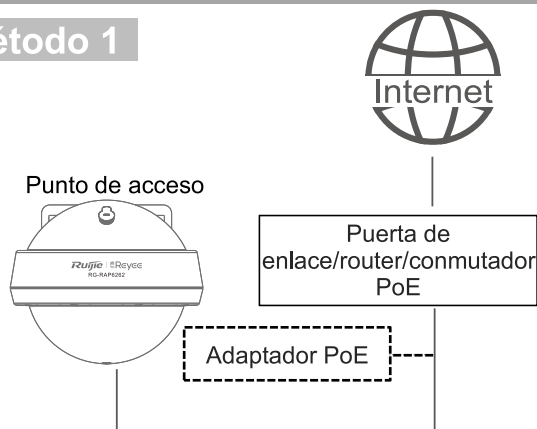 étodo 1
Internet
Punto de acceso
Ruijie | Reyee
RG-RAP6262
Puerta de
enlace/router/conmutador
PoE
Adaptador PoE